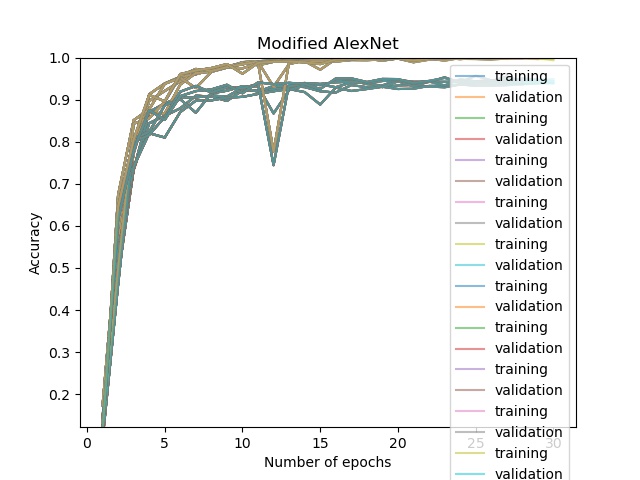 Modified AlexNet
1.0
0.9
0.8
0.7
0.6
0.5
0.4
0.3
0.2
Accuracy
0
5
10
15
20
25
30
Number of epochs
training
validation
training
validation
training
validation
training
validation
training
validation
training
validation
training
validation
training
validation
training
validation
training
validation